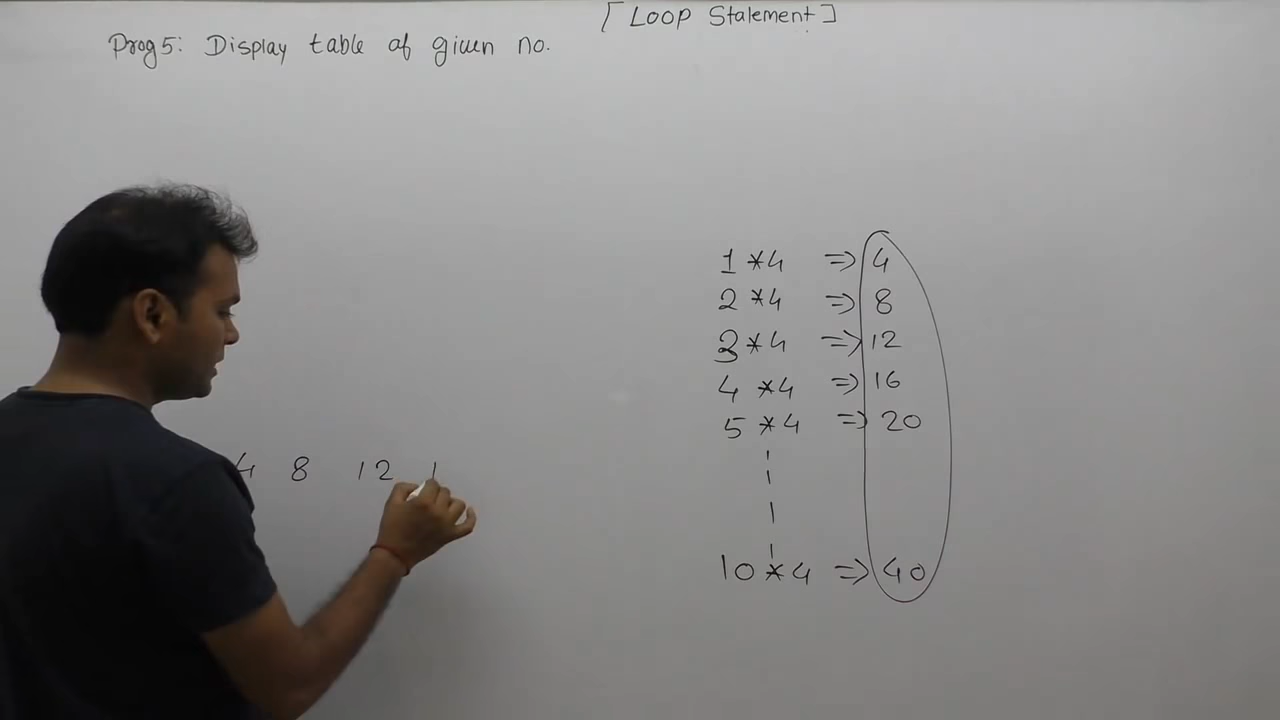 [Loop Statement]
Prog5: Display table of given no.
1 *4 => 4
2 *4 => 8
3 *4 => 12
4 *4 => 16
5 *4 => 20
4 8 12 1
10 *4 => 40